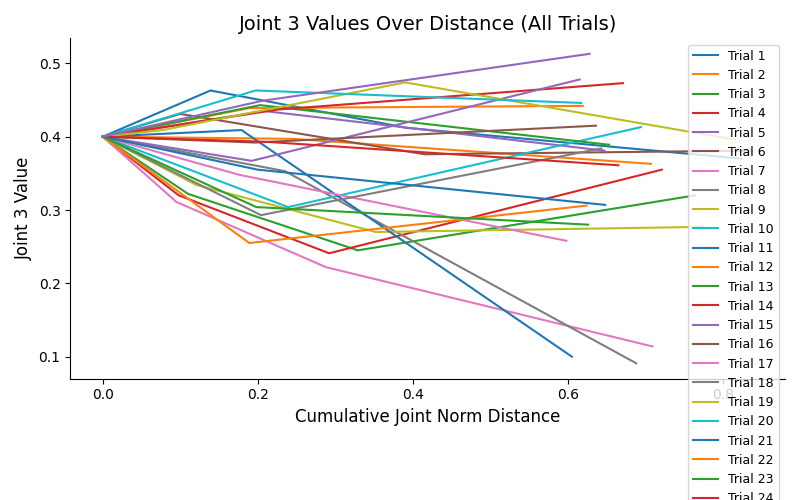 Joint 3 Values Over Distance (All Trials)
0.5
0.4
0.3
0.2
0.1
Joint 3 Value
0.0
0.2
0.4
0.6
0.8
Cumulative Joint Norm Distance
Trial 1
Trial 2
Trial 3
Trial 4
Trial 5
Trial 6
Trial 7
Trial 8
Trial 9
Trial 10
Trial 11
Trial 12
Trial 13
Trial 14
Trial 15
Trial 16
Trial 17
Trial 18
Trial 19
Trial 20
Trial 21
Trial 22
Trial 23
Trial 24